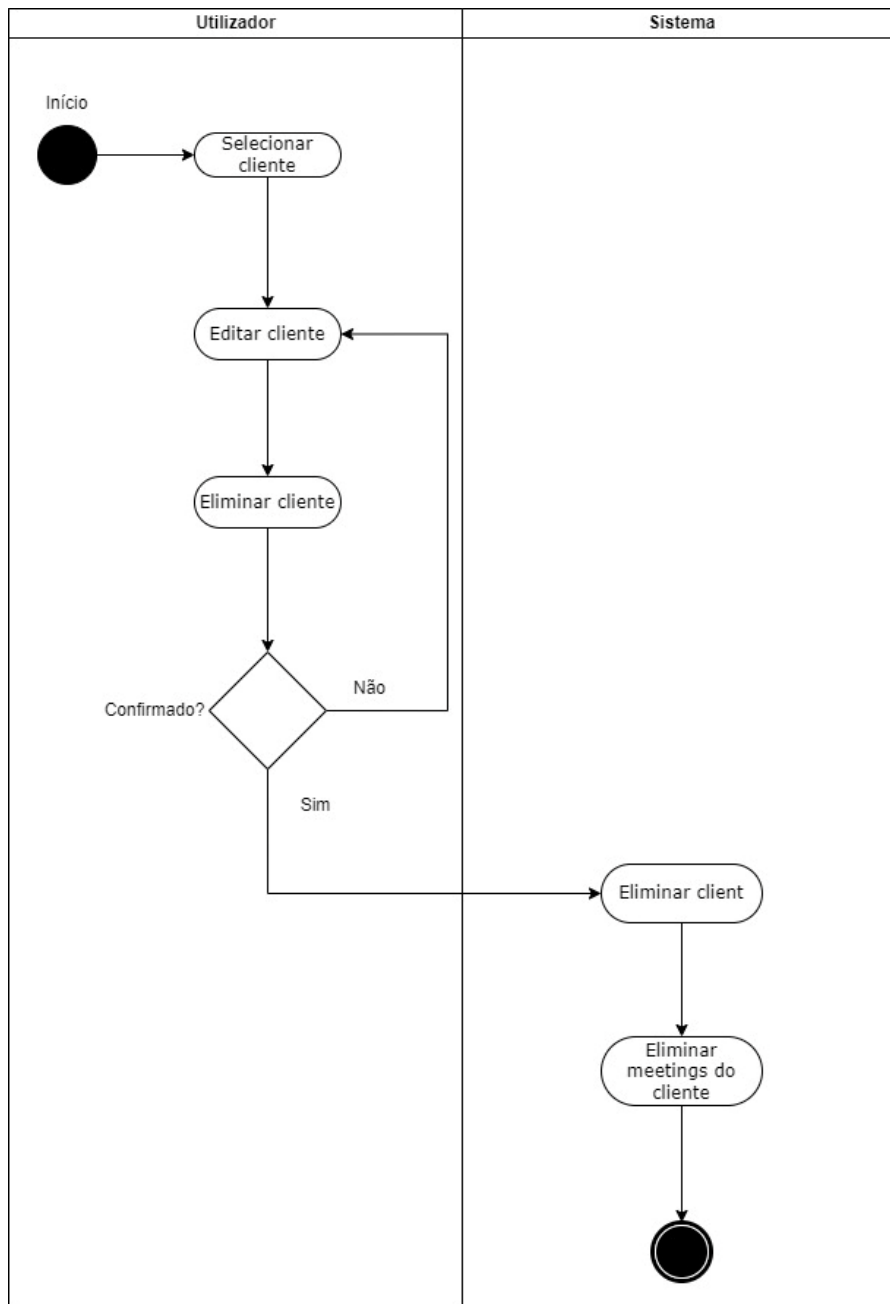 Utilizador
Sistema
Início
Selecionar
cliente
Editar cliente
Eliminar cliente
Confirmado?
Não
Sim
Eliminar client
Eliminar
meetings do
cliente